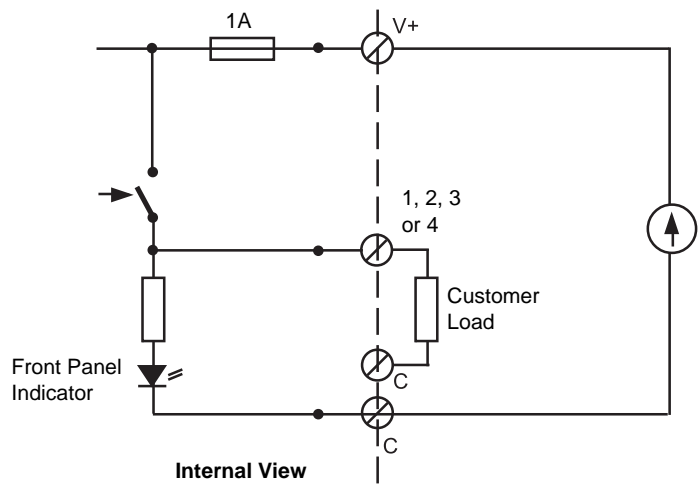 1A
V+
1, 2, 3
or 4
Customer
Load
Front Panel
Indicator
C
C
Internal View